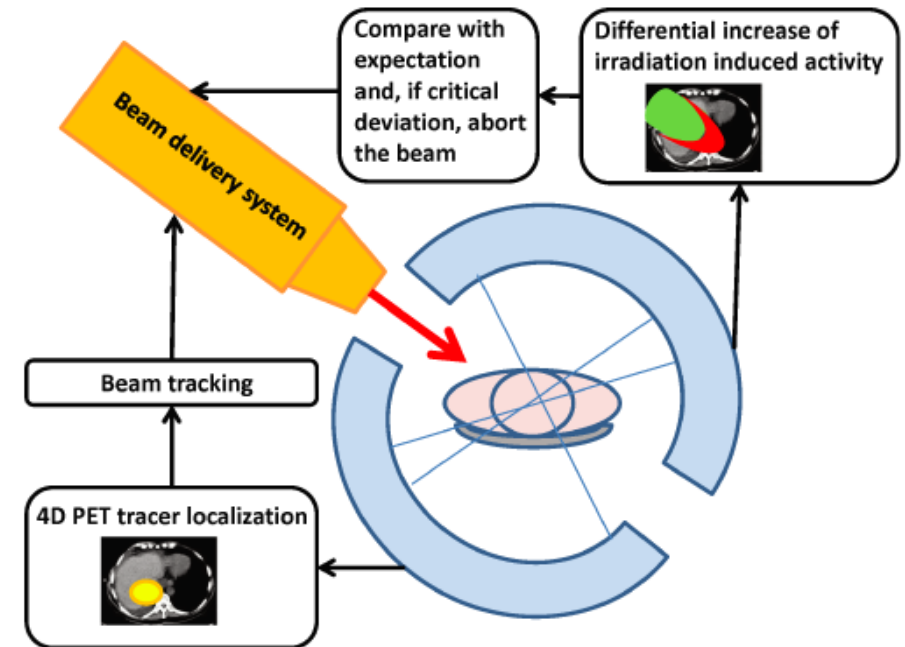 Compare with
expectation
and, if critical
deviation, abort
the beam
Differential increase of
irradiation induced activity
Beam delivery system
Beam tracking
4D PET tracer localization